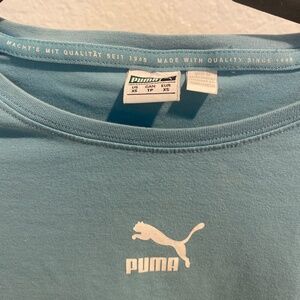 MACHT'S MIT QUALITÄT SEIT 1948
MADE WITH QUALITY SINCE 1948
PUMA
US CAN EUR
XS TP XS
PUMA